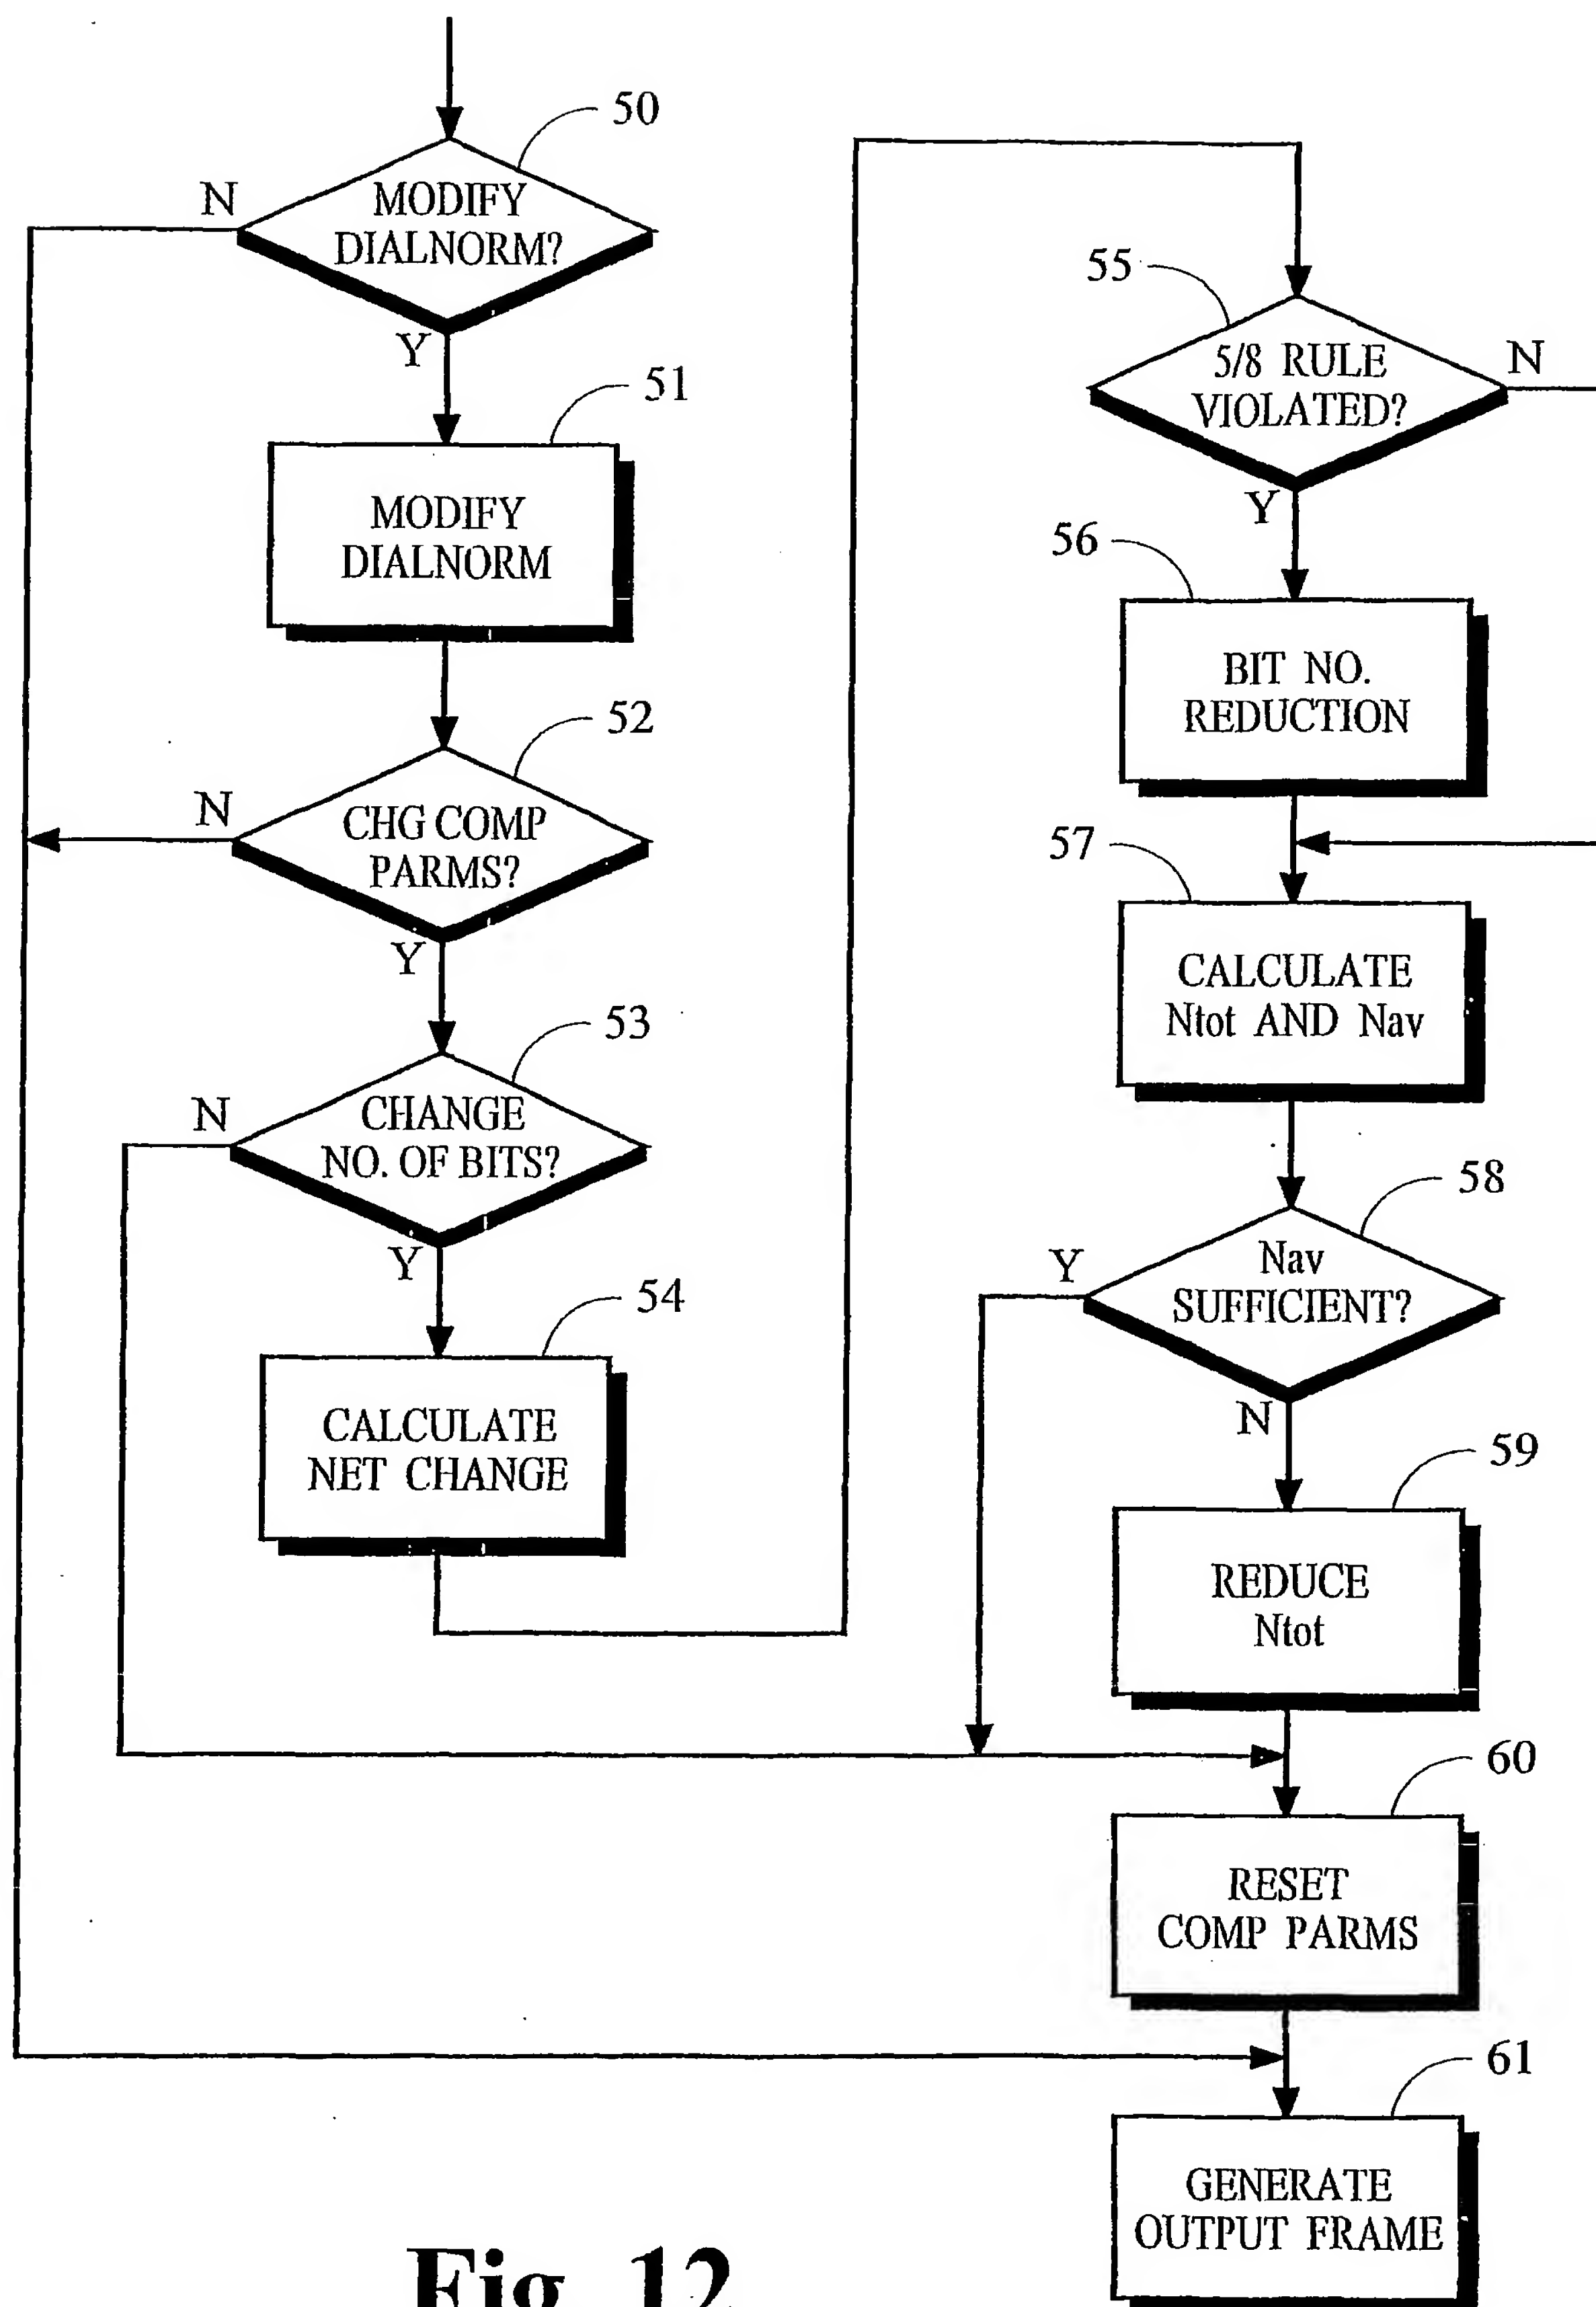 50
N
MODIFY
DIALNORM?
Y
51
MODIFY
DIALNORM
52
N
CHG COMP
PARMS?
Y
53
N
CHANGE
NO. OF BITS?
Y
54
CALCULATE
NET CHANGE
55
5/8 RULE
VIOLATED?
N
Y
56
BIT NO.
REDUCTION
57
CALCULATE
Ntot AND Nav
58
Y
Nav
SUFFICIENT?
N
59
REDUCE
Ntot
60
RESET
COMP PARMS
61
GENERATE
OUTPUT FRAME
Fig. 12